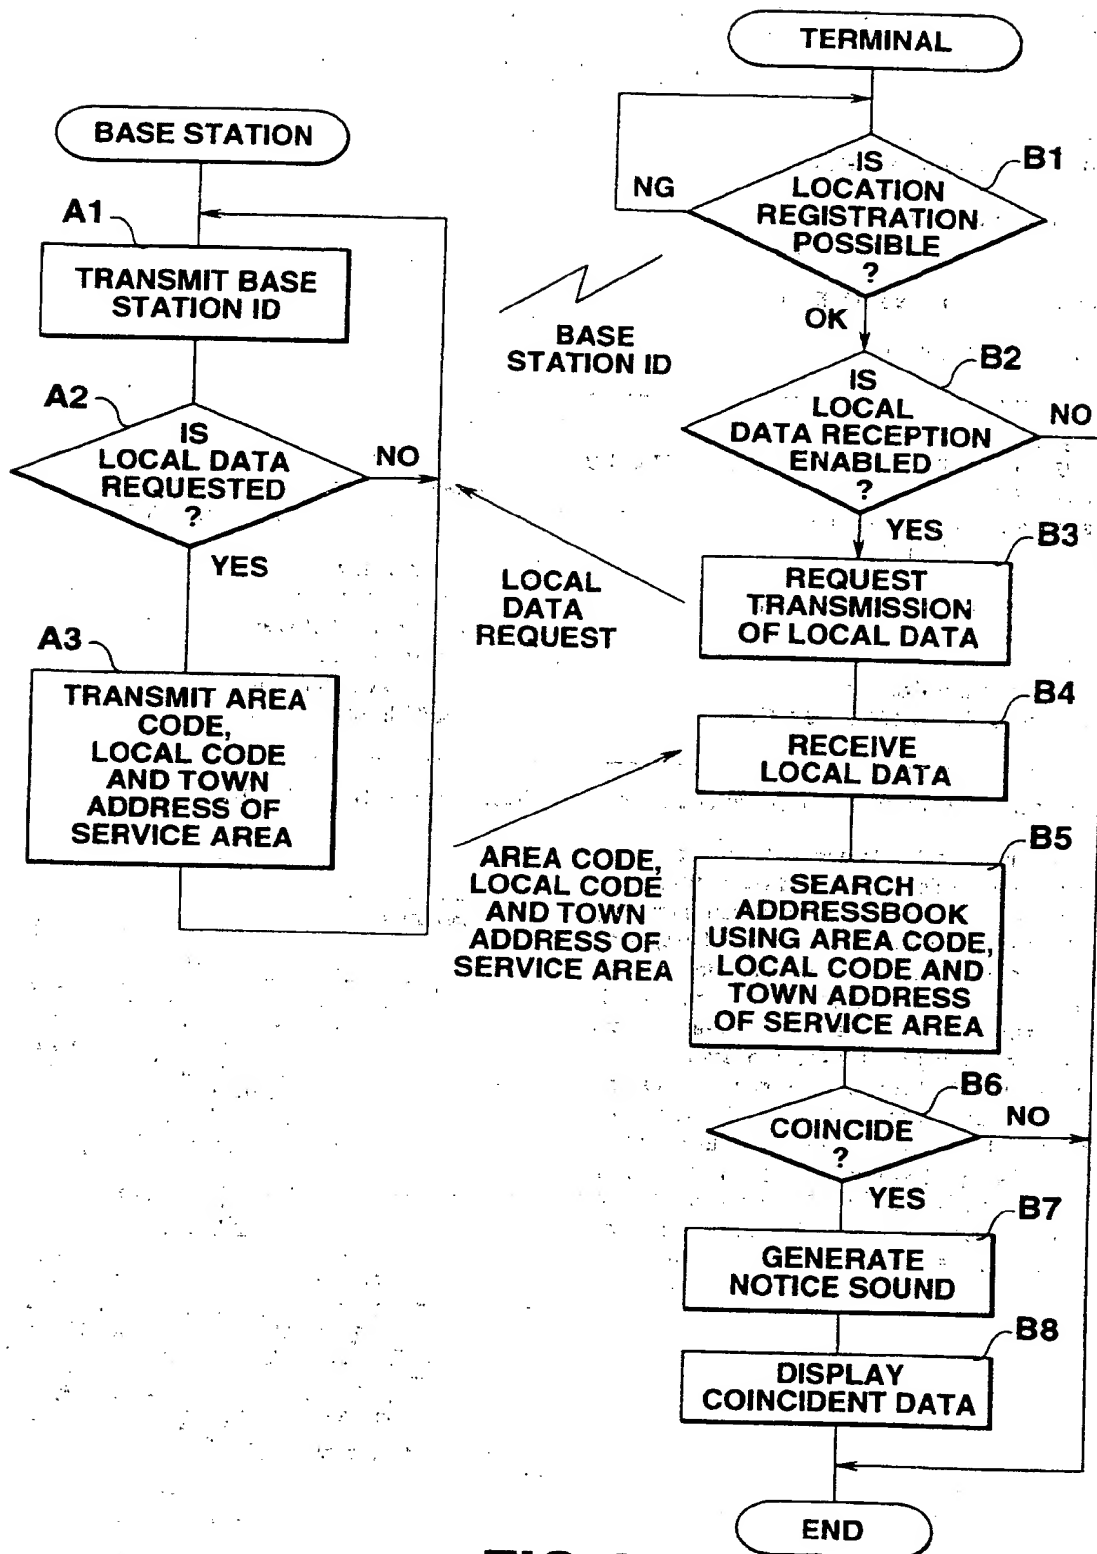 BASE STATION
A1
TRANSMIT BASE
STATION ID
A2
IS
LOCAL DATA
REQUESTED
?
NO
YES
A3
TRANSMIT AREA
CODE,
LOCAL CODE
AND TOWN
ADDRESS OF
SERVICE AREA
BASE
STATION ID
LOCAL
DATA
REQUEST
AREA CODE,
LOCAL CODE
AND TOWN
ADDRESS OF
SERVICE AREA
TERMINAL
B1
IS
LOCATION
REGISTRATION
POSSIBLE
?
NG
OK
B2
IS
LOCAL
DATA RECEPTION
ENABLED
?
NO
YES
B3
REQUEST
TRANSMISSION
OF LOCAL DATA
B4
RECEIVE
LOCAL DATA
B5
SEARCH
ADDRESSBOOK
USING AREA CODE,
LOCAL CODE AND
TOWN ADDRESS
OF SERVICE AREA
B6
COINCIDE
?
NO
YES
B7
GENERATE
NOTICE SOUND
B8
DISPLAY
COINCIDENT DATA
END